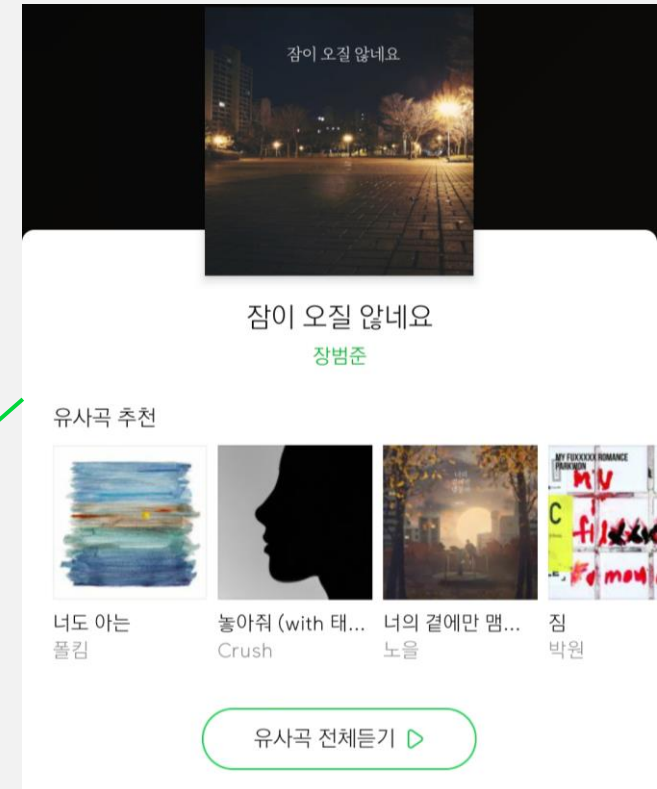 잠이 오질 않네요
잠이 오질 않네요
장범준
유사곡 추천
MY FUXXXXX ROMANCE
PARKWON
너도 아는
폴킴
놓아줘 (with 태...
Crush
너의 곁에만 맴...
노을
짐
박원
유사곡 전체듣기